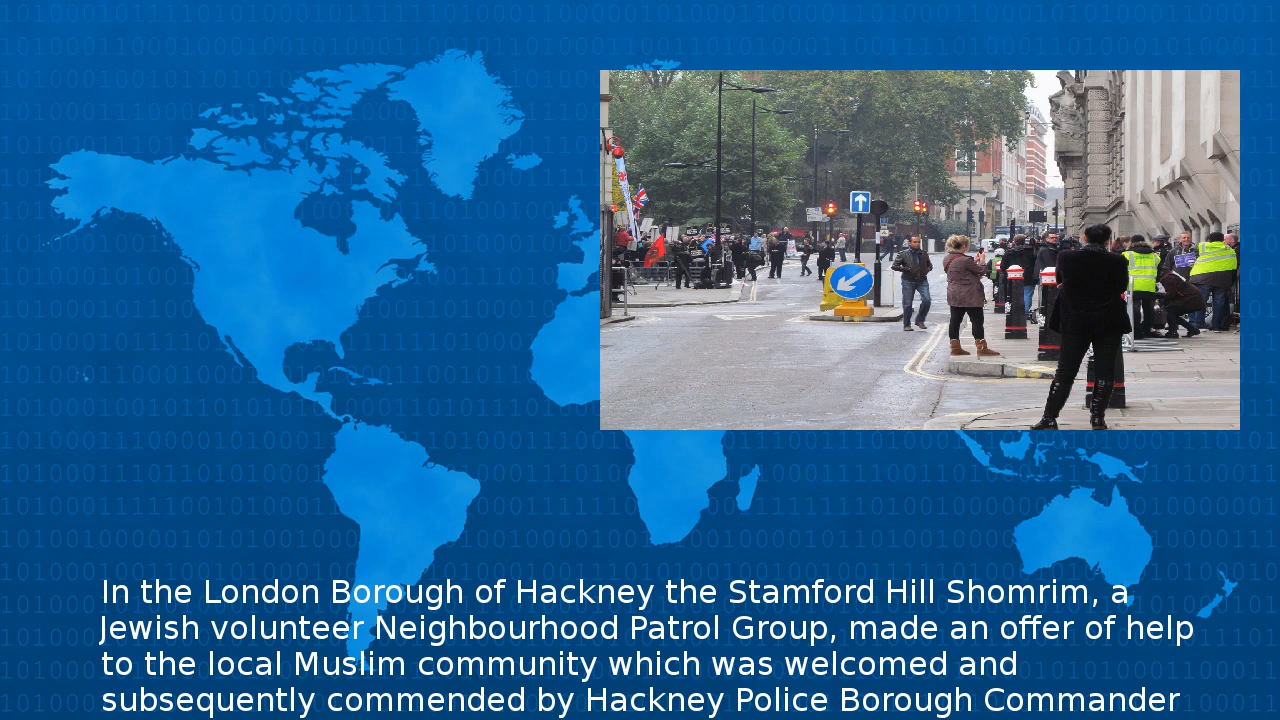 In the London Borough of Hackney the Stamford Hill Shomrim, a
Jewish volunteer Neighbourhood Patrol Group, made an offer of help
to the local Muslim community which was welcomed and
subsequently commended by Hackney Police Borough Commander